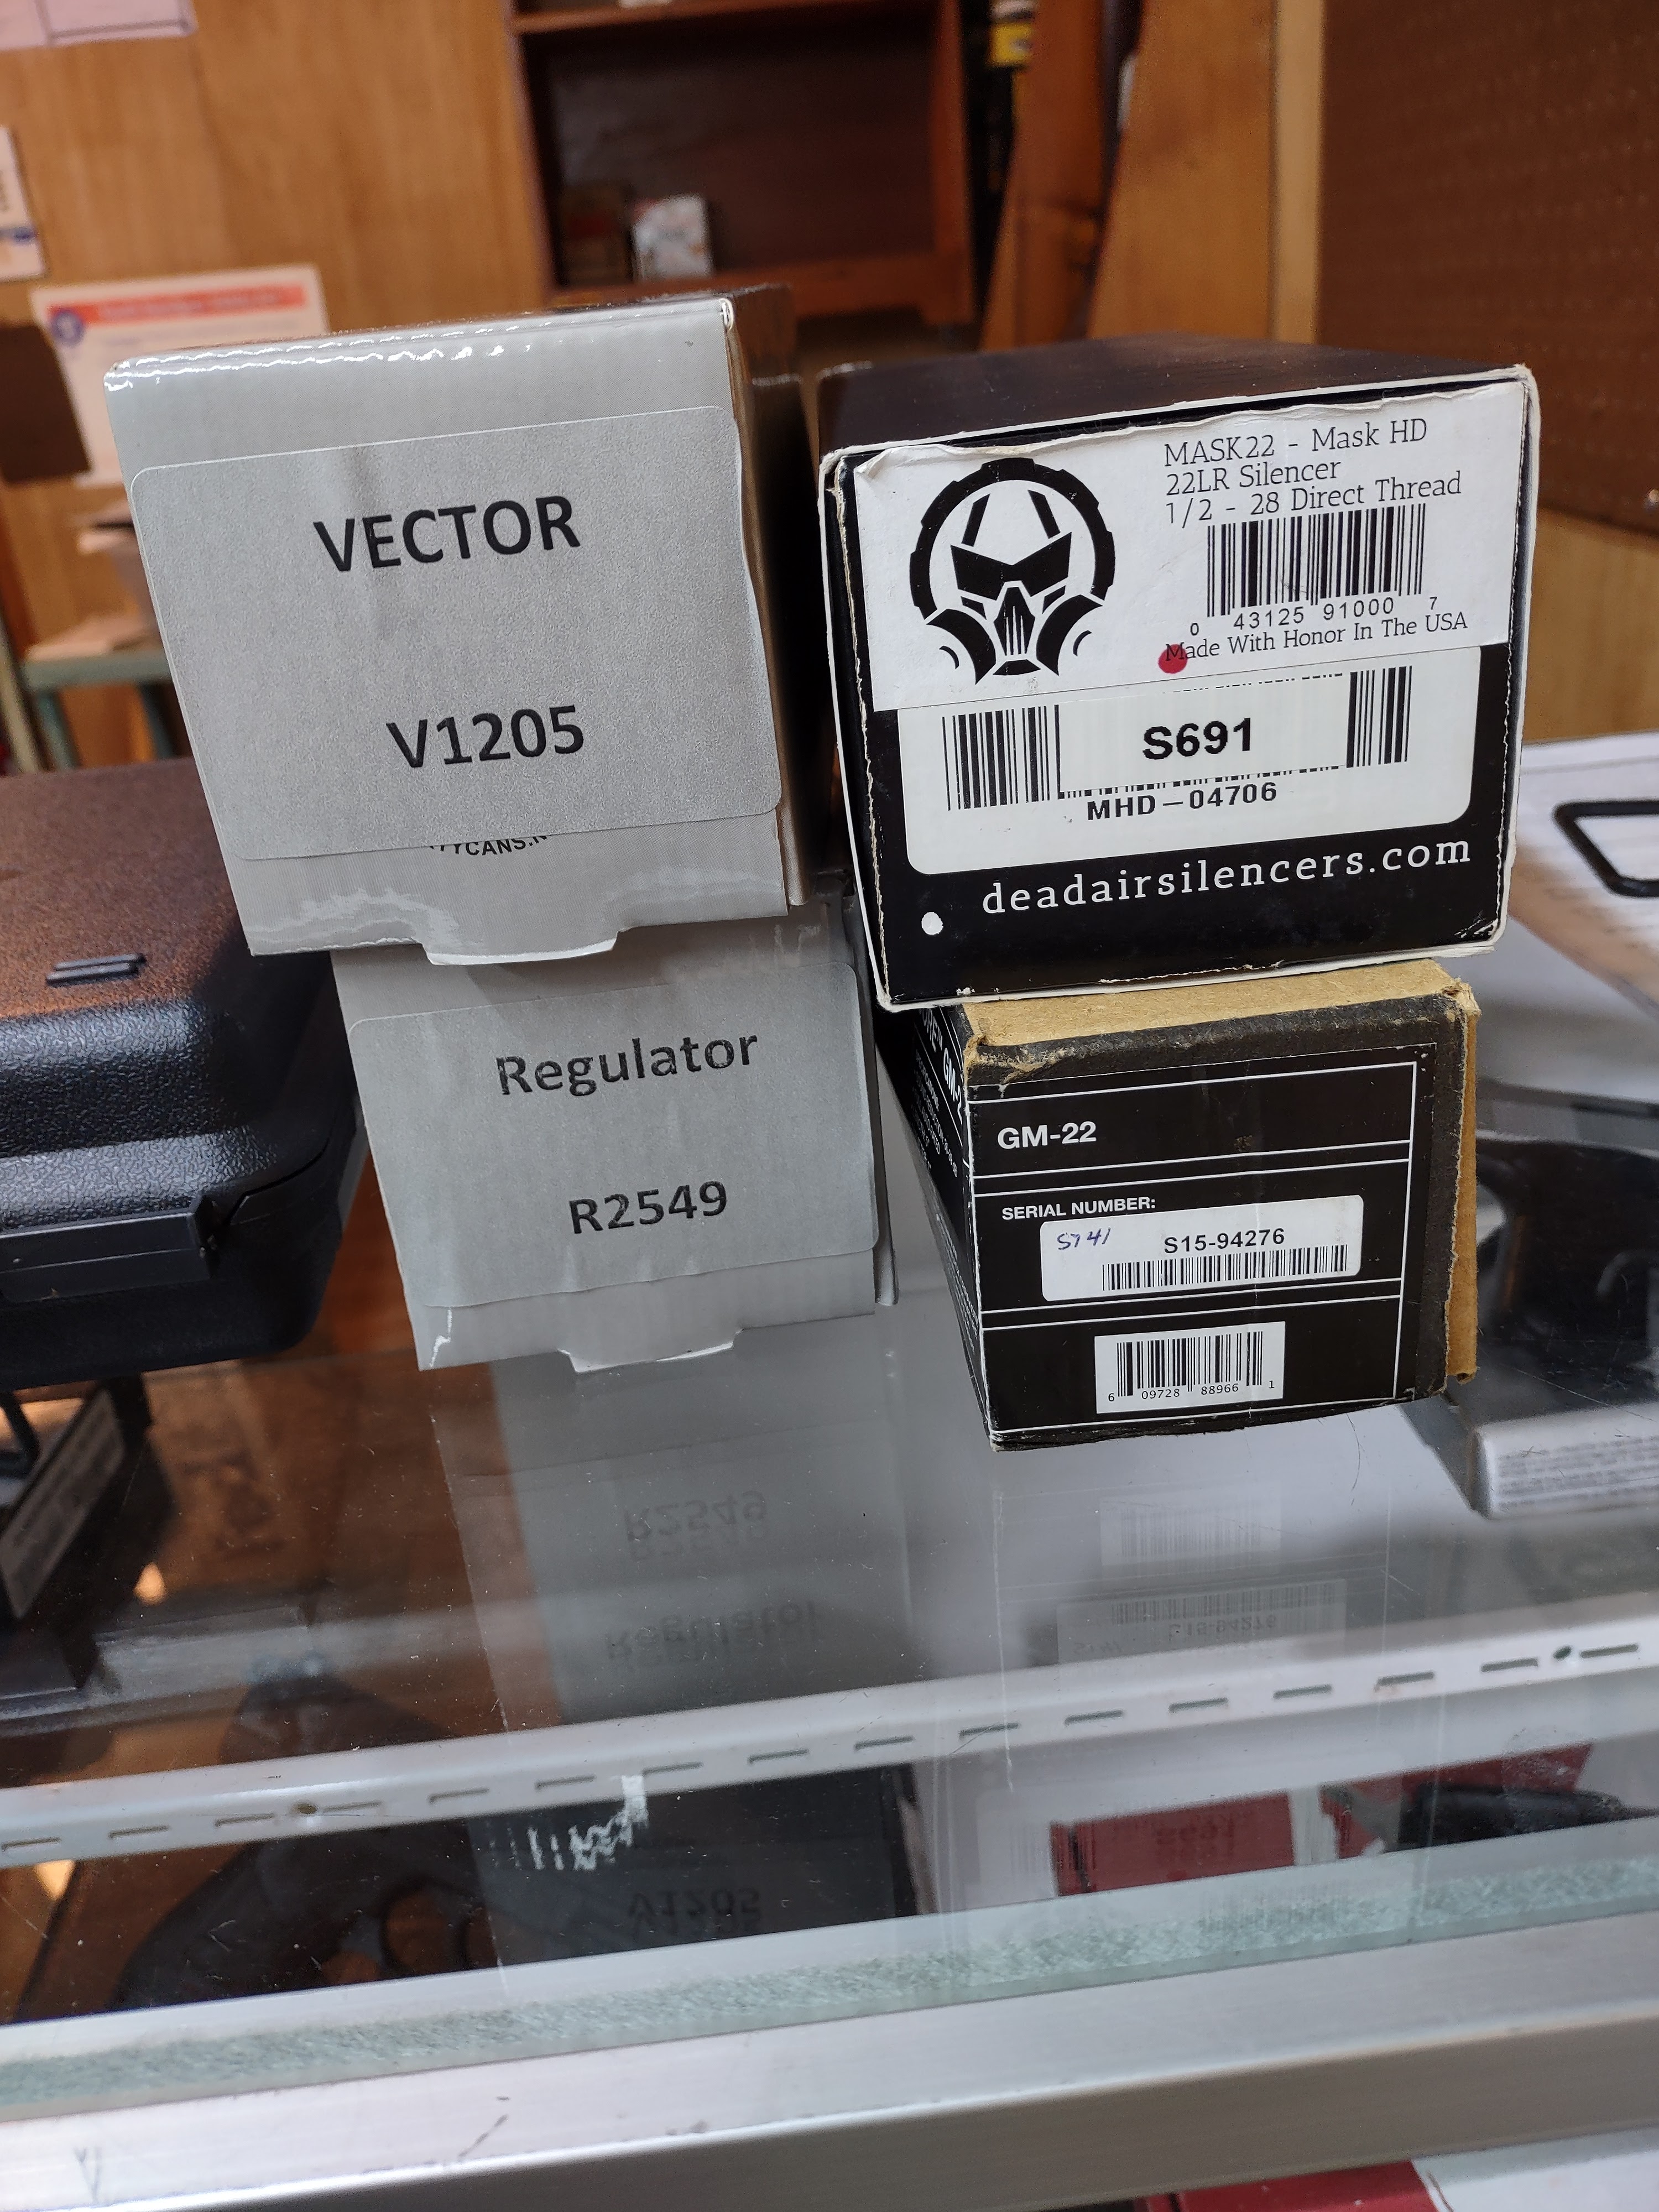 VECTOR
V1205
YCANS.N
MASK22 - Mask HD
22LR Silencer
1/2 - 28 Direct Thread
0 43125 91000 7
Made With Honor In The USA
S691
MHD-04706
deadairsilencers.com
Regulator
R2549
GM-22
SERIAL NUMBER:
S741 S15-94276
6 09728 88966 1